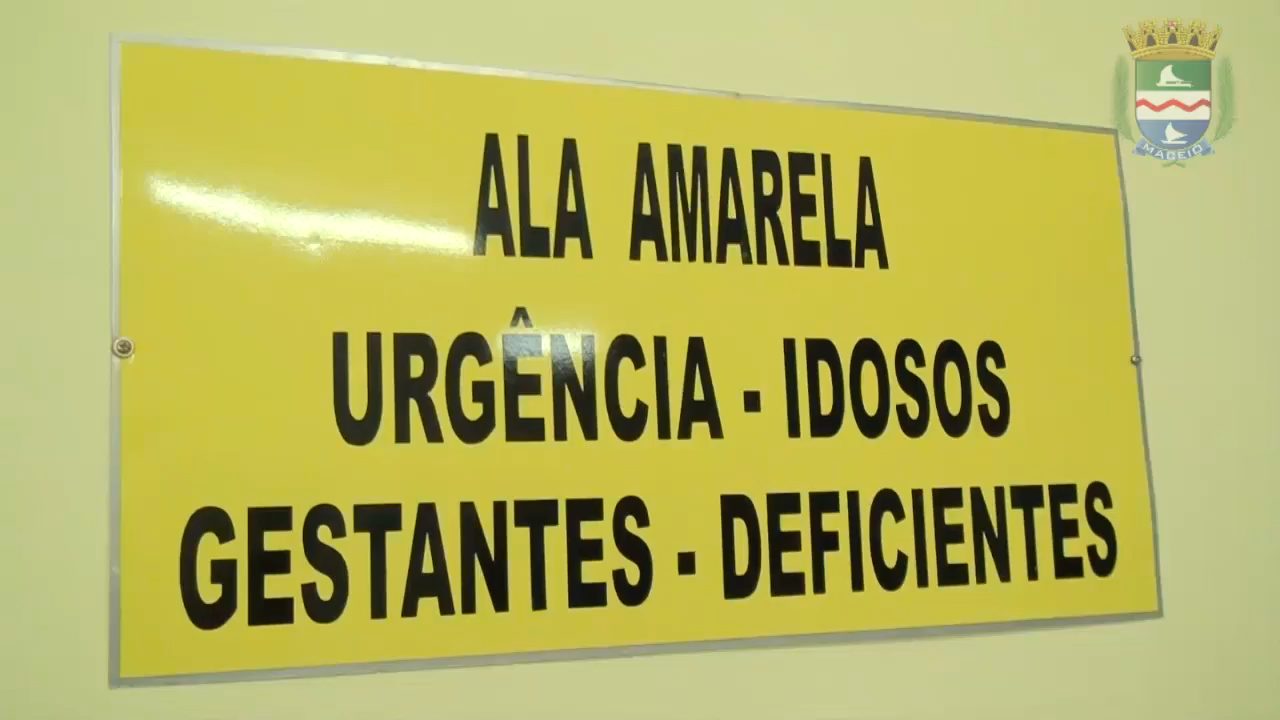 MACEIÓ
ALA AMARELA
URGÊNCIA - IDOSOS
GESTANTES - DEFICIENTES